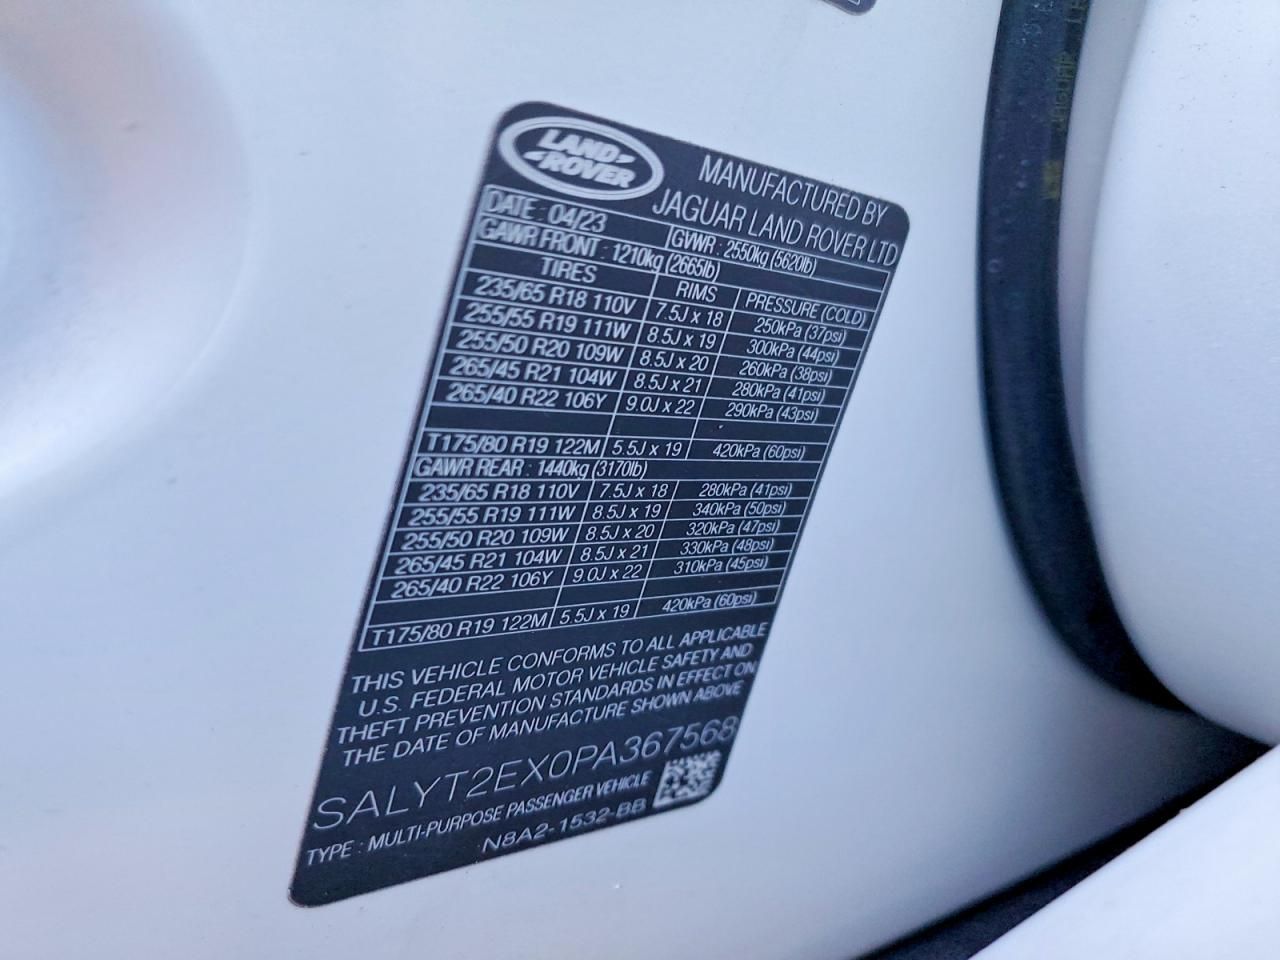 LAND
ROVER
MANUFACTURED BY
JAGUAR LAND ROVER LTD
DATE : 04/23 GVWR : 2550kg (5620lb)
GAWR FRONT : 1210kg (2665lb)
TIRES RIMS PRESSURE (COLD)
235/65 R18 110V 7.5J x 18 250kPa (37psi)
255/55 R19 111W 8.5J x 19 300kPa (44psi)
255/50 R20 109W 8.5J x 20 260kPa (38psi)
265/45 R21 104W 8.5J x 21 280kPa (41psi)
265/40 R22 106Y 9.0J x 22 290kPa (43psi)
T175/80 R19 122M 5.5J x 19 420kPa (60psi)
GAWR REAR : 1440kg (3170lb)
235/65 R18 110V 7.5J x 18 280kPa (41psi)
255/55 R19 111W 8.5J x 19 340kPa (50psi)
255/50 R20 109W 8.5J x 20 320kPa (47psi)
265/45 R21 104W 8.5J x 21 330kPa (48psi)
265/40 R22 106Y 9.0J x 22 310kPa (45psi)
T175/80 R19 122M 5.5J x 19 420kPa (60psi)
THIS VEHICLE CONFORMS TO ALL APPLICABLE
U.S. FEDERAL MOTOR VEHICLE SAFETY AND
THEFT PREVENTION STANDARDS IN EFFECT ON
THE DATE OF MANUFACTURE SHOWN ABOVE
SALYT2EX0PA367568
TYPE : MULTI-PURPOSE PASSENGER VEHICLE
N8A2-1532-BB